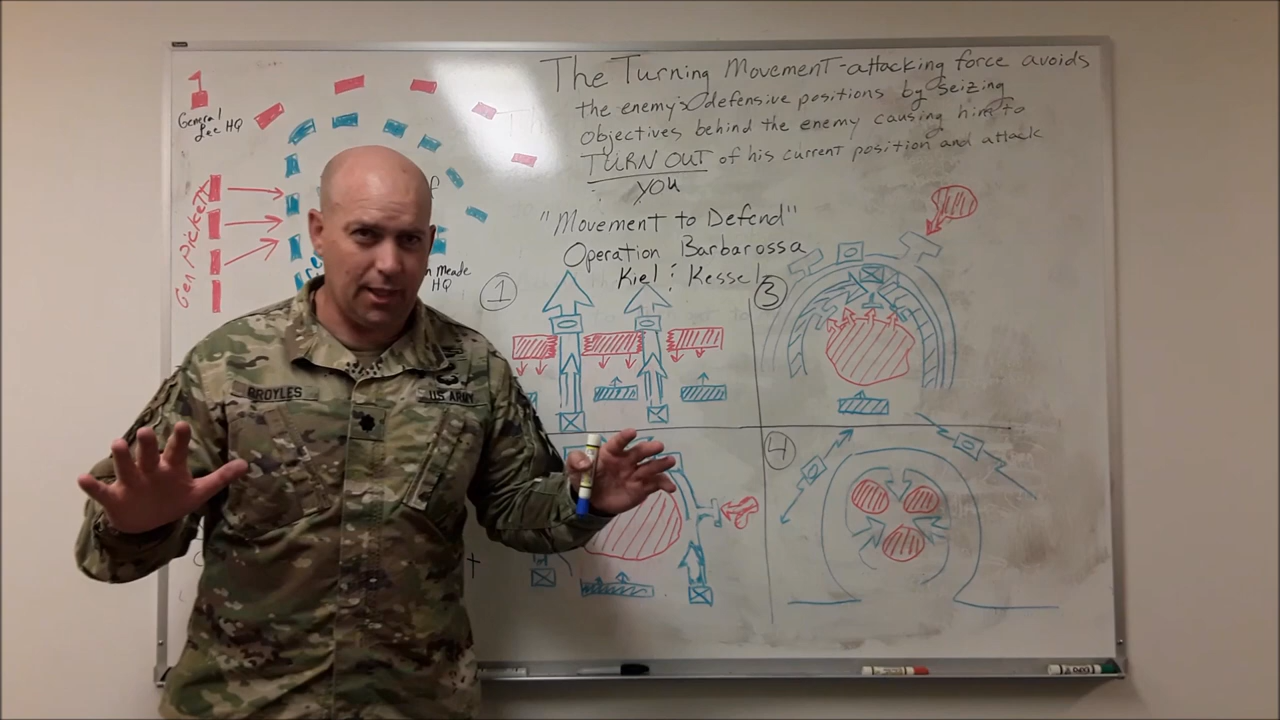 The Turning Movement-attacking force avoids
the enemy's defensive positions by seizing
objectives behind the enemy causing him to
TURN OUT of his current position and attack
you
"Movement to Defend"
Operation Barbarossa
Kiel : Kessel
General
Lee HQ
Gen Pickett
Meade
HQ
1
3
4
BROYLES
US ARMY
EXPO